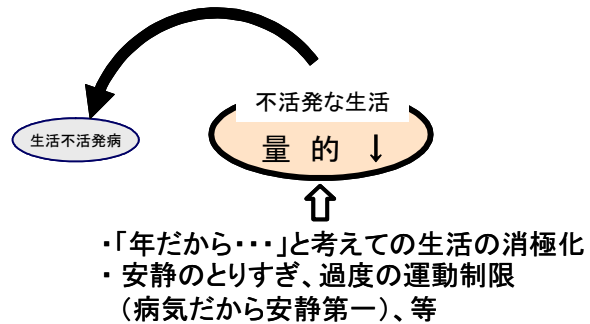 不活発な生活
生活不活発病
量 的 ↓
・「年だから・・・」と考えての生活の消極化
・ 安静のとりすぎ、過度の運動制限
（病気だから安静第一）、等